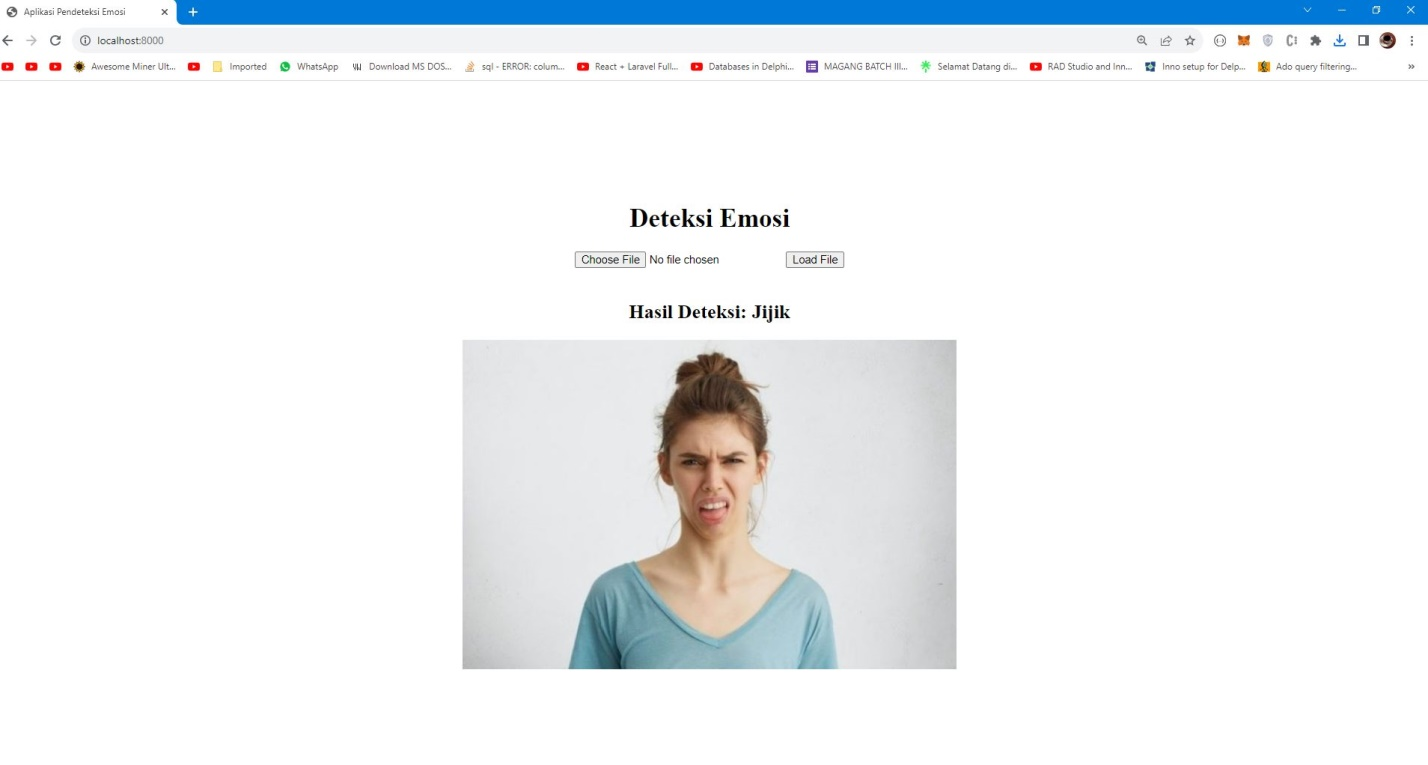 Aplikasi Pendeteksi Emosi
localhost:8000
Awesome Miner Ult... Imported WhatsApp Download MS DOS... sql - ERROR: colum... React + Laravel Full... Databases in Delphi... MAGANG BATCH III... Selamat Datang di... RAD Studio and Inn... Inno setup for Delp... Ado query filtering...
Deteksi Emosi
Choose File No file chosen Load File
Hasil Deteksi: Jijik